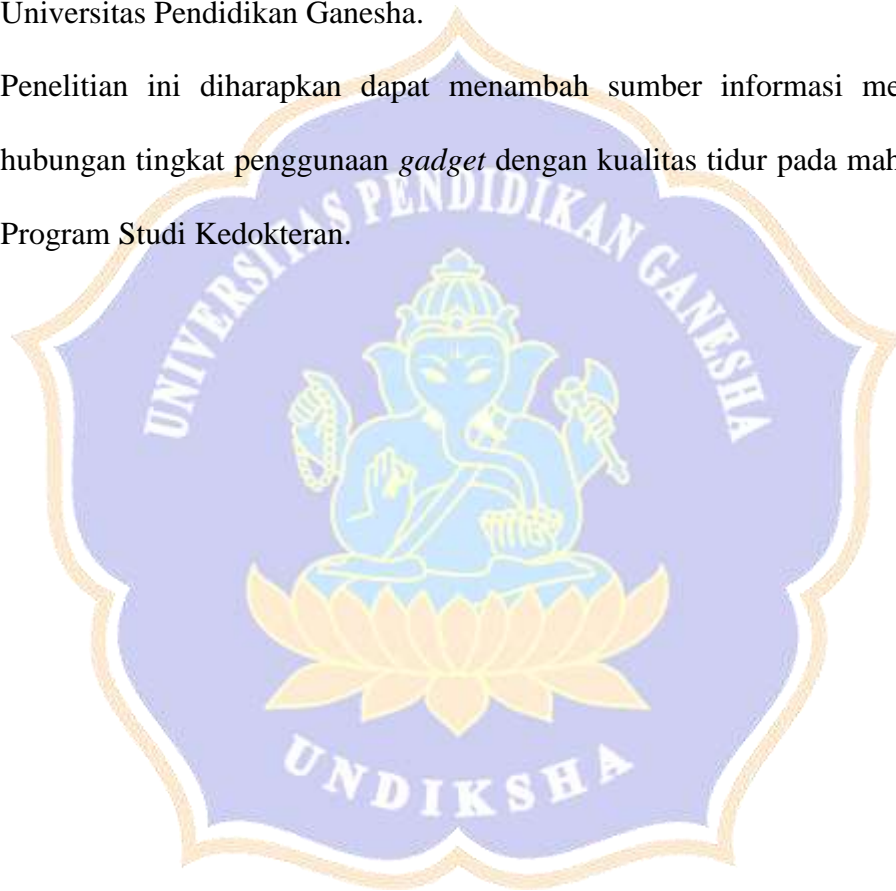 Universitas Pendidikan Ganesha.
Penelitian ini diharapkan dapat menambah sumber informasi me
hubungan tingkat penggunaan gadget dengan kualitas tidur pada mah
Program Studi Kedokteran.
UNIVERSITAS PENDIDIKAN GANESHA
UNDIKSHA